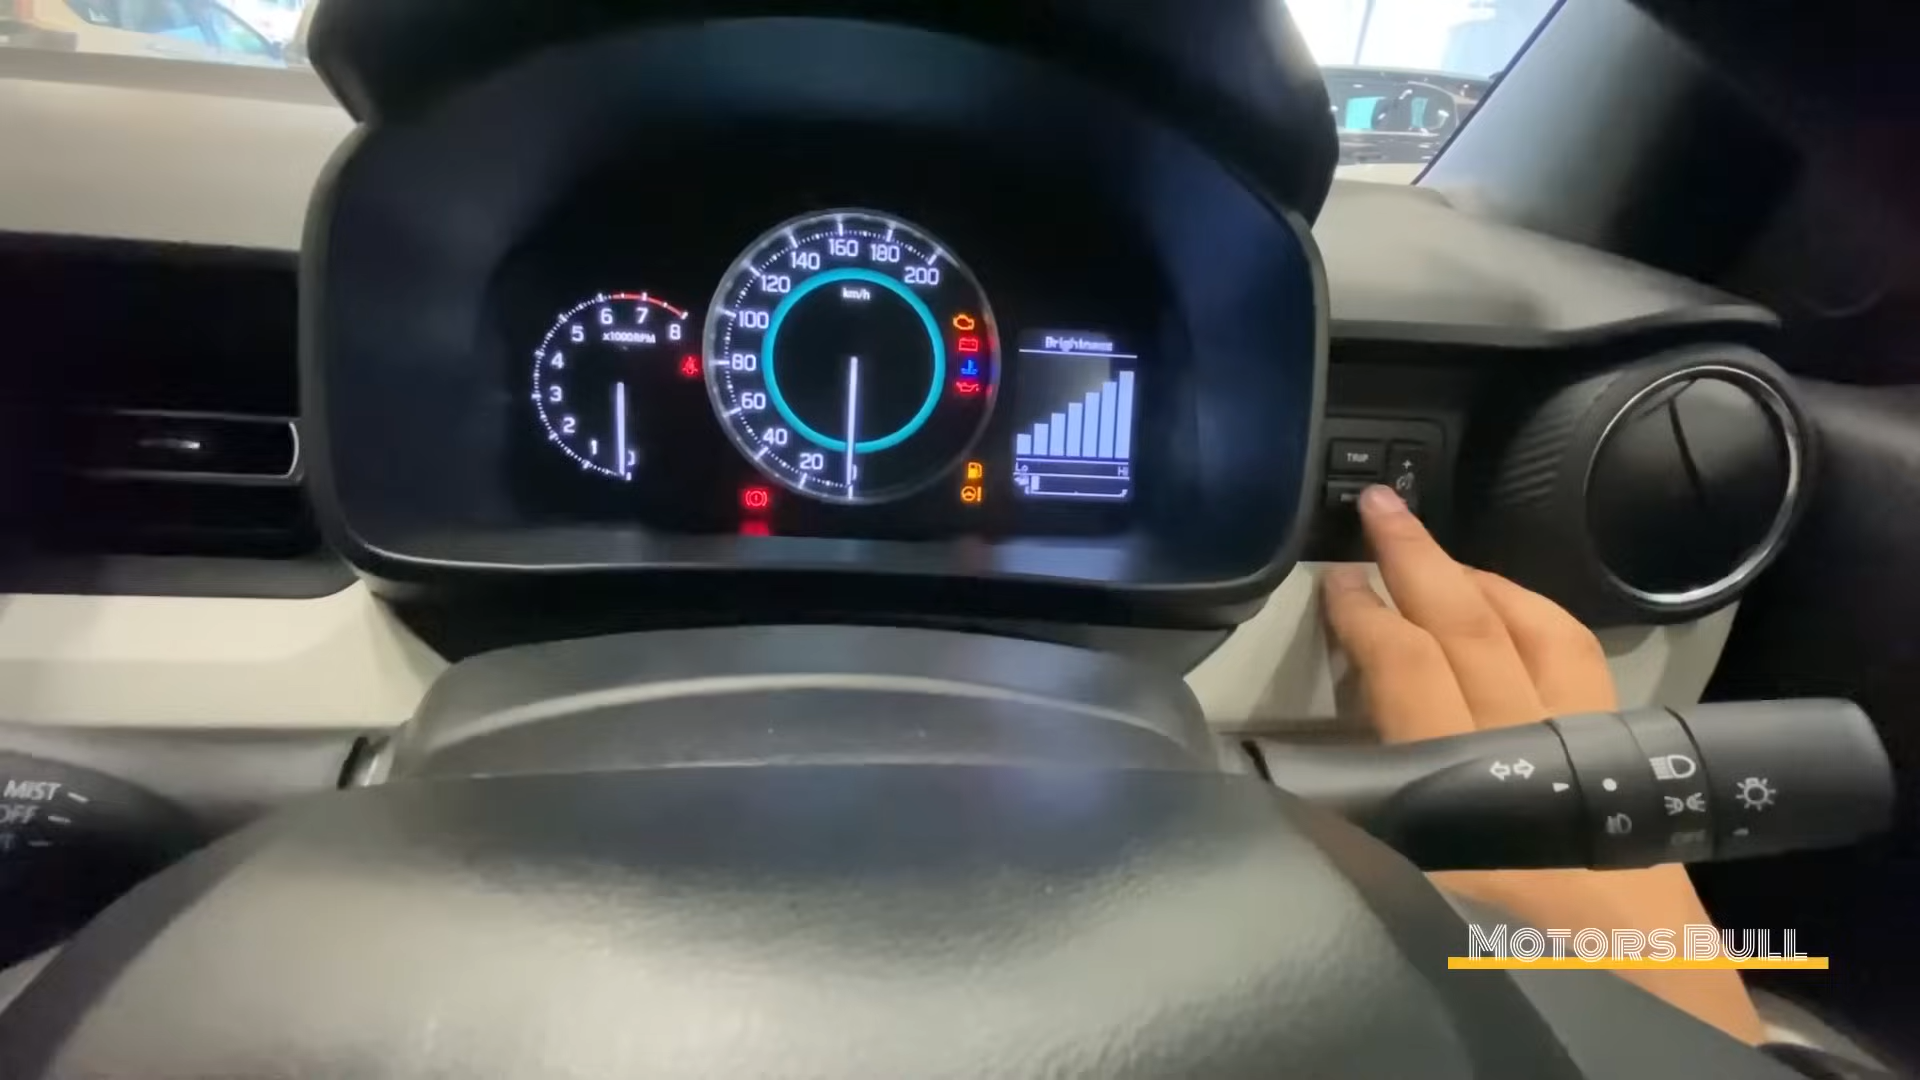 160
140 180
120 200
km/h
100
6 7
5 8
x1000RPM
Brightness
4
80
3
60
2
40
1
20
Lo Hi
TRIP
MIST
OFF
OFF
MOTORS BULL